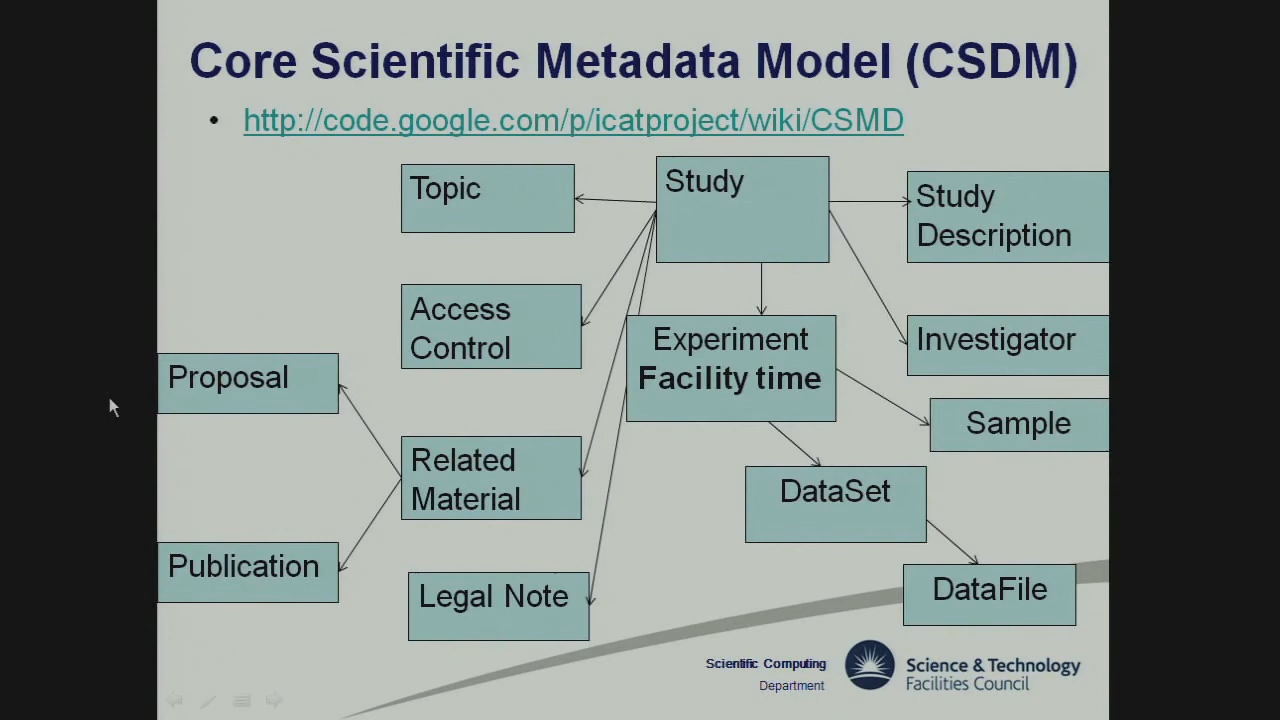 Core Scientific Metadata Model (CSDM)
• http://code.google.com/p/icatproject/wiki/CSMD
Topic
Study
Study
Description
Access
Control
Experiment
Facility time
Investigator
Proposal
Sample
Related
Material
DataSet
Publication
Legal Note
DataFile
Scientific Computing
Department
Science & Technology
Facilities Council